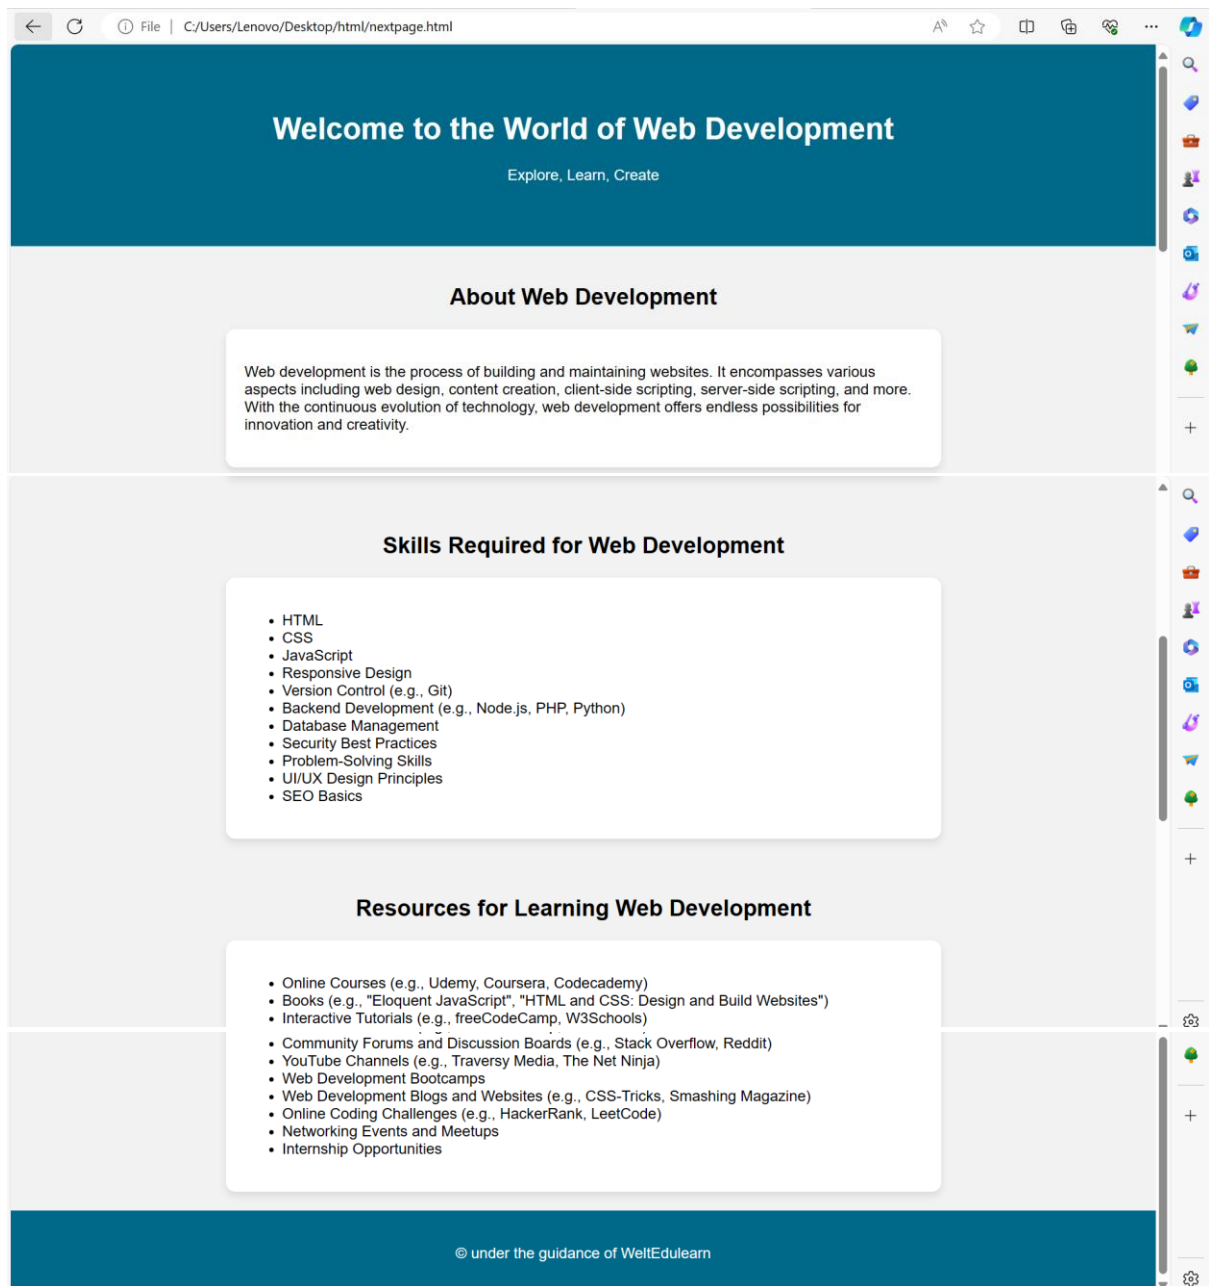 File | C:/Users/Lenovo/Desktop/html/nextpage.html
Welcome to the World of Web Development
Explore, Learn, Create
About Web Development
Web development is the process of building and maintaining websites. It encompasses various
aspects including web design, content creation, client-side scripting, server-side scripting, and more.
With the continuous evolution of technology, web development offers endless possibilities for
innovation and creativity.
Skills Required for Web Development
• HTML
• CSS
• JavaScript
• Responsive Design
• Version Control (e.g., Git)
• Backend Development (e.g., Node.js, PHP, Python)
• Database Management
• Security Best Practices
• Problem-Solving Skills
• UI/UX Design Principles
• SEO Basics
Resources for Learning Web Development
• Online Courses (e.g., Udemy, Coursera, Codecademy)
• Books (e.g., "Eloquent JavaScript", "HTML and CSS: Design and Build Websites")
• Interactive Tutorials (e.g., freeCodeCamp, W3Schools)
• Community Forums and Discussion Boards (e.g., Stack Overflow, Reddit)
• YouTube Channels (e.g., Traversy Media, The Net Ninja)
• Web Development Bootcamps
• Web Development Blogs and Websites (e.g., CSS-Tricks, Smashing Magazine)
• Online Coding Challenges (e.g., HackerRank, LeetCode)
• Networking Events and Meetups
• Internship Opportunities
© under the guidance of WeltEdulearn